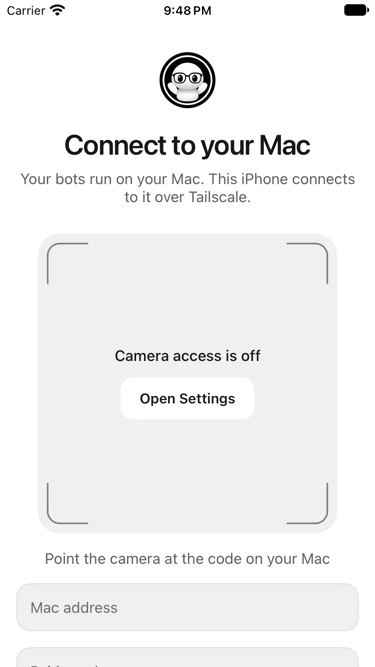 Carrier
9:48 PM
Connect to your Mac
Your bots run on your Mac. This iPhone connects
to it over Tailscale.
Camera access is off
Open Settings
Point the camera at the code on your Mac
Mac address